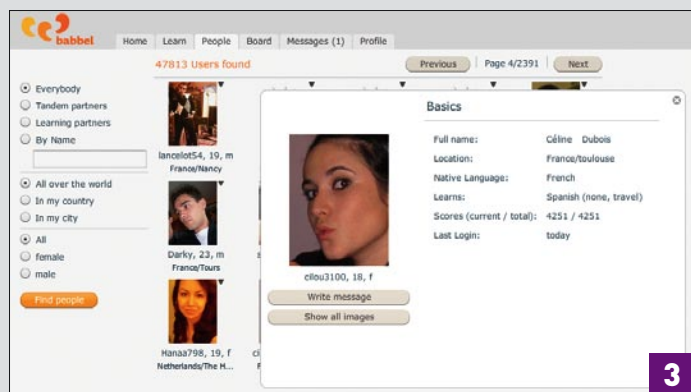 babbel
Home Learn People Board Messages (1) Profile
47813 Users found
Previous Page 4/2391 Next
Everybody
Tandem partners
Learning partners
By Name
All over the world
In my country
In my city
All
female
male
Find people
lancelot54, 19, m
France/Nancy
Darky, 23, m
France/Tours
Hanaa798, 19, f
Netherlands/The H...
Basics
Full name: Céline Dubois
Location: France/toulouse
Native Language: French
Learns: Spanish (none, travel)
Scores (current / total): 4251 / 4251
Last Login: today
cilou3100, 18, f
Write message
Show all images
3